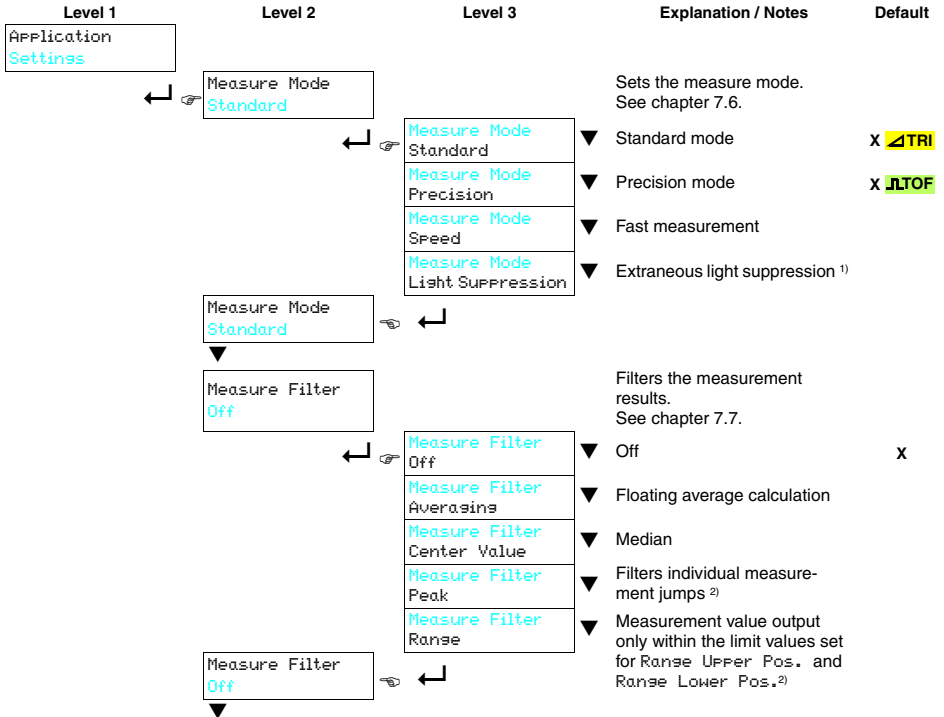 Level 1 Level 2 Level 3 Explanation / Notes Default
Application
Settings
Measure Mode
Standard
Sets the measure mode.
See chapter 7.6.
Measure Mode
Standard
Standard mode
X TRI
Measure Mode
Precision
Precision mode
X TOF
Measure Mode
Speed
Fast measurement
Measure Mode
Light Suppression
Extraneous light suppression 1)
Measure Mode
Standard
Measure Filter
Off
Filters the measurement
results.
See chapter 7.7.
Measure Filter
Off
Off
X
Measure Filter
Averaging
Floating average calculation
Measure Filter
Center Value
Median
Measure Filter
Peak
Filters individual measure-
ment jumps 2)
Measure Filter
Range
Measurement value output
only within the limit values set
for Range Upper Pos. and
Range Lower Pos.2)
Measure Filter
Off